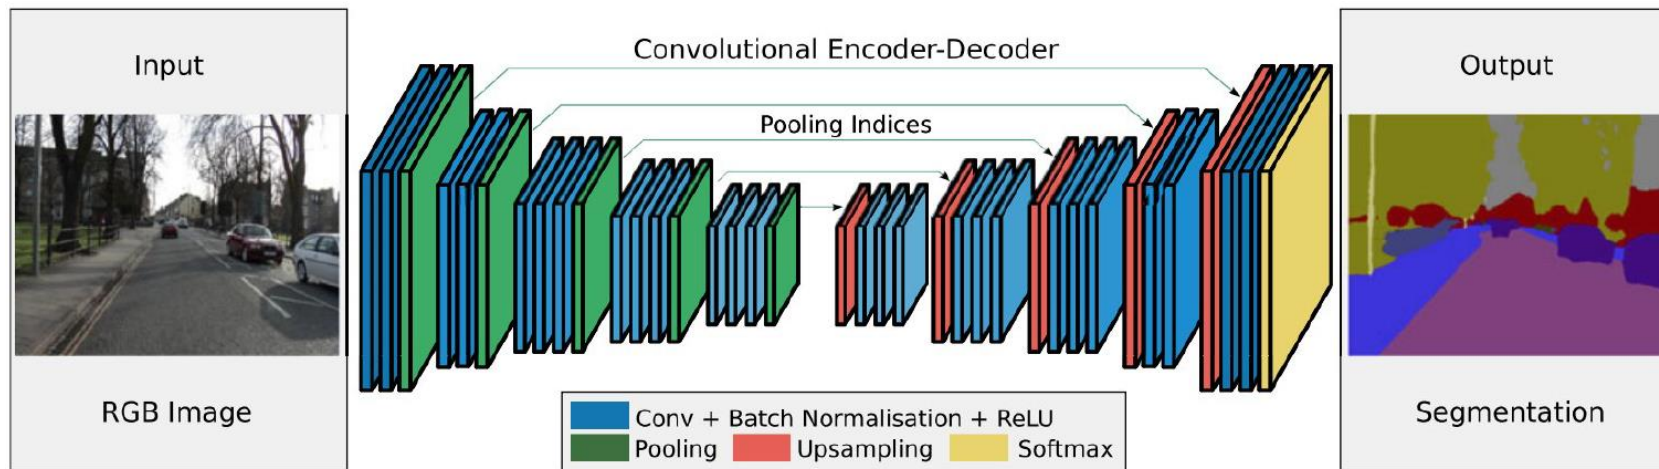 Input
RGB Image
Convolutional Encoder-Decoder
Pooling Indices
Conv + Batch Normalisation + ReLU
Pooling Upsampling Softmax
Output
Segmentation